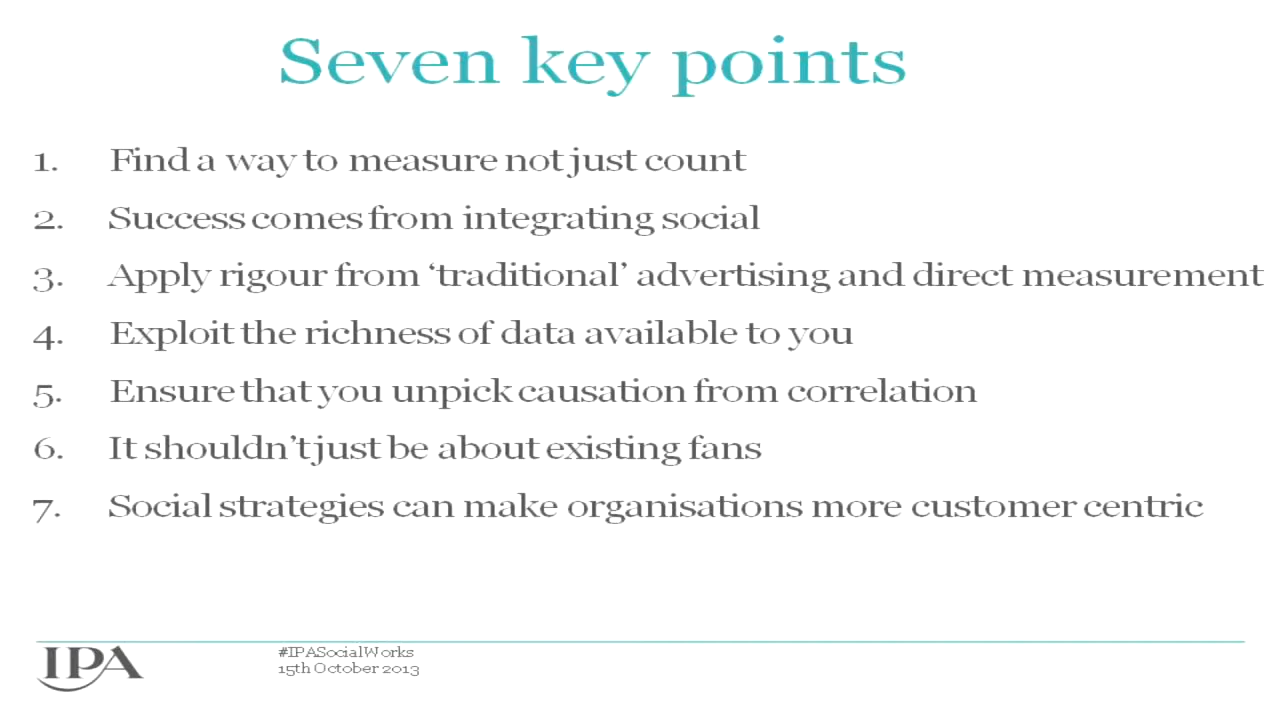 Seven key points
1. Find a way to measure not just count
2. Success comes from integrating social
3. Apply rigour from ‘traditional’ advertising and direct measurement
4. Exploit the richness of data available to you
5. Ensure that you unpick causation from correlation
6. It shouldn’t just be about existing fans
7. Social strategies can make organisations more customer centric
IPA
#IPASocialWorks
15th October 2013